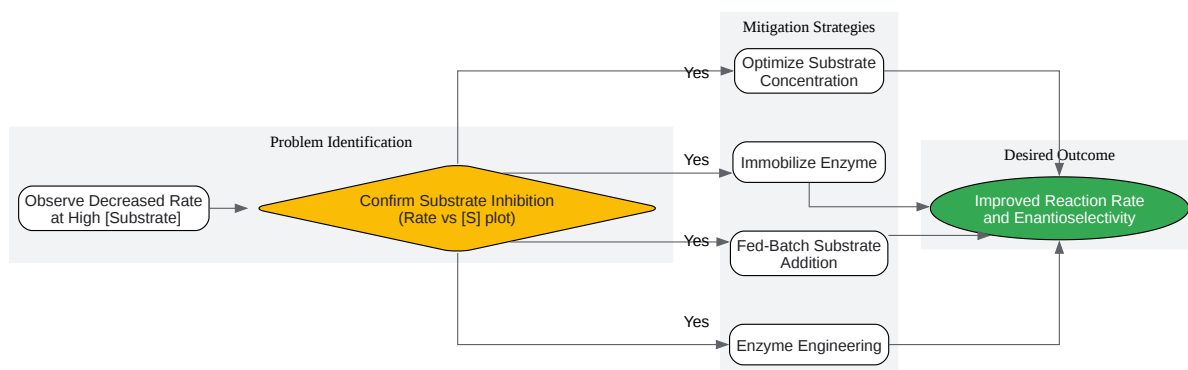 Mitigation Strategies
Yes
Optimize Substrate
Concentration
Problem Identification
Yes
Immobilize Enzyme
Desired Outcome
Observe Decreased Rate
at High [Substrate]
Confirm Substrate Inhibition
(Rate vs [S] plot)
Improved Reaction Rate
and Enantioselectivity
Yes
Fed-Batch Substrate
Addition
Yes
Enzyme Engineering